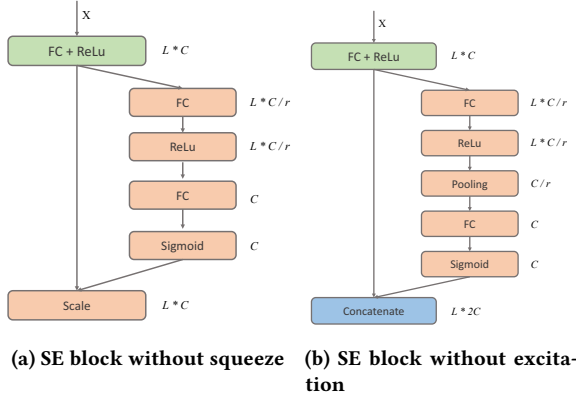 X
FC + ReLu
L * C
FC
L * C / r
ReLu
L * C / r
FC
C
Sigmoid
C
Scale
L * C
(a) SE block without squeeze
X
FC + ReLu
L * C
FC
L * C / r
ReLu
L * C / r
Pooling
C / r
FC
C
Sigmoid
C
Concatenate
L * 2C
(b) SE block without excita-
tion